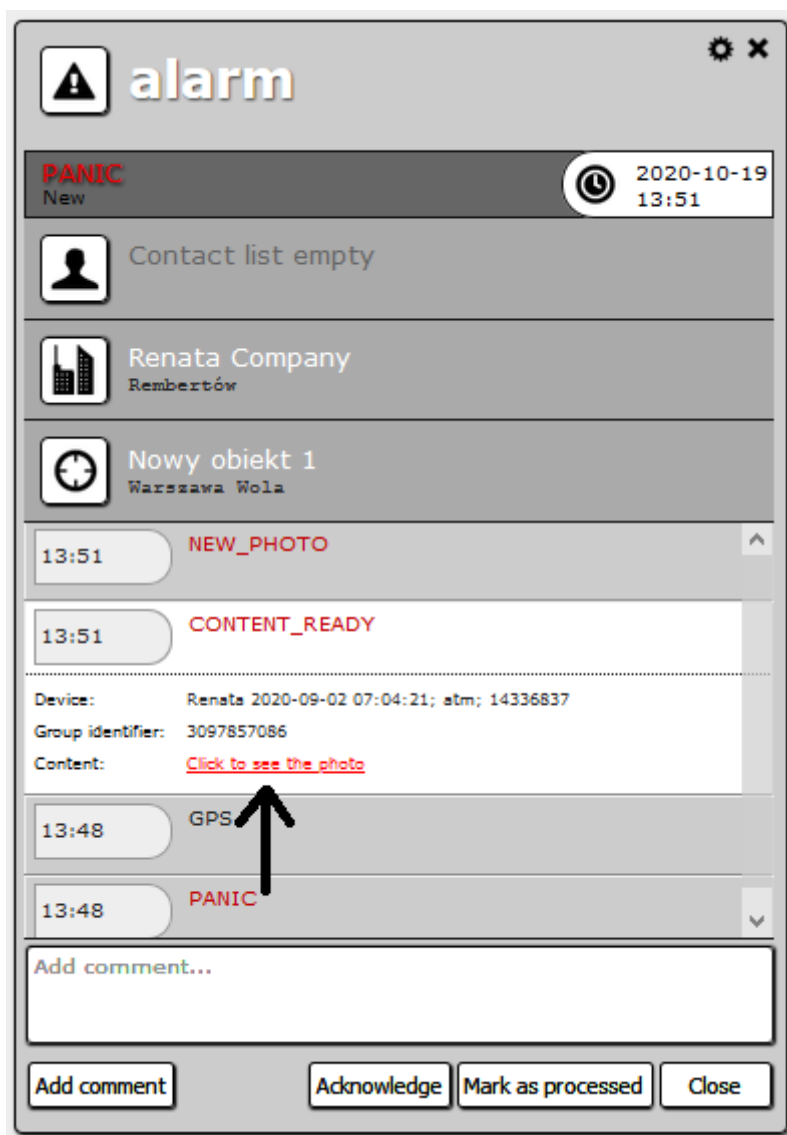 alarm
PANIC
New
2020-10-19
13:51
Contact list empty
Renata Company
Rembertów
Nowy obiekt 1
Warszawa Wola
13:51 NEW_PHOTO
13:51 CONTENT_READY
Device: Renata 2020-09-02 07:04:21; atm; 14336837
Group identifier: 3097857086
Content: Click to see the photo
13:48 GPS
13:48 PANIC
Add comment...
Add comment Acknowledge Mark as processed Close